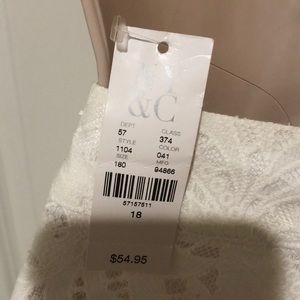 &C
DEPT CLASS
57 374
STYLE COLOR
1104 041
SIZE MFG
180 94866
57157511
18
$54.95